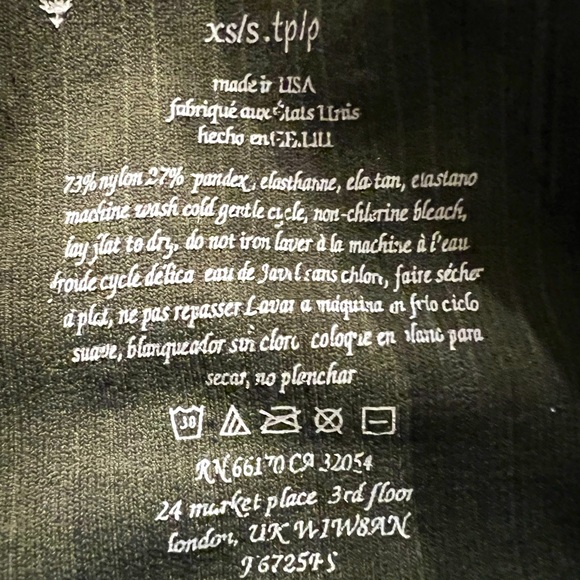 xs/s.tp/p
made in USA
fabriqué aux États Unis
hecho en EE.UU
73% nylon 27% pandex, elasthanne, elastan, elastano
machine wash cold gentle cycle, non-chlorine bleach,
lay flat to dry, do not iron laver à la machine à l'eau
froide cycle délica eau de Javel sans chlore, faire sécher
à plat, ne pas repasser Lavar a máquina en frío ciclo
suave, blanqueador sin cloro coloque en plano para
secar, no planchar
30
RN 66170 CA 32054
24 market place 3rd floor
london, UK W1W8AN